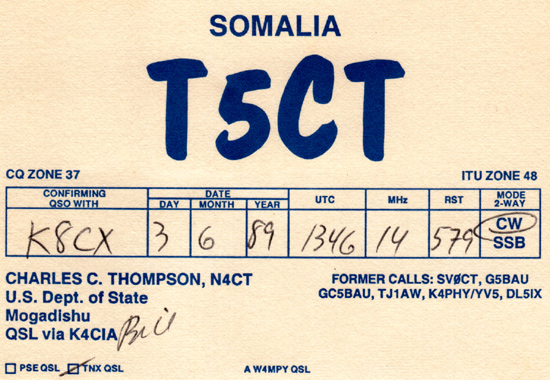 SOMALIA
T5CT
CQ ZONE 37 ITU ZONE 48
CONFIRMING QSO WITH DATE DAY MONTH YEAR UTC MHz RST MODE 2-WAY
K8CX 3 6 89 1346 14 579 CW SSB
CHARLES C. THOMPSON, N4CT
U.S. Dept. of State
Mogadishu
QSL via K4CIA Bill
FORMER CALLS: SVØCT, G5BAU
GC5BAU, TJ1AW, K4PHY/YV5, DL5IX
PSE QSL TNX QSL A W4MPY QSL